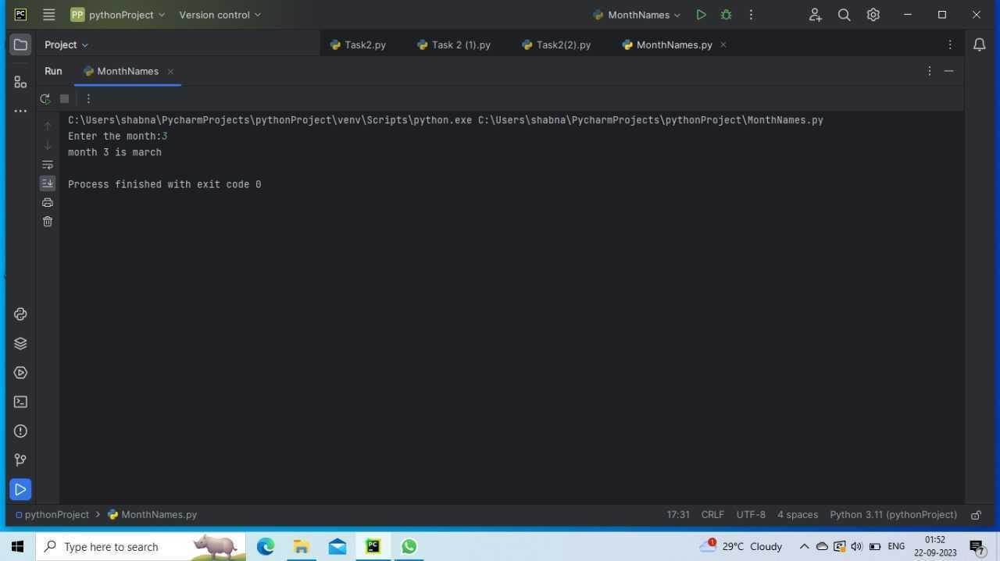 PC
PP pythonProject Version control MonthNames
Project Task2.py Task 2 (1).py Task2(2).py MonthNames.py
Run MonthNames
C:\Users\shabna\PycharmProjects\pythonProject\venv\Scripts\python.exe C:\Users\shabna\PycharmProjects\pythonProject\MonthNames.py
Enter the month:3
month 3 is march
Process finished with exit code 0
pythonProject > MonthNames.py 17:31 CRLF UTF-8 4 spaces Python 3.11 (pythonProject)
Type here to search PC 1 29°C Cloudy ENG 01:52
22-09-2023 7